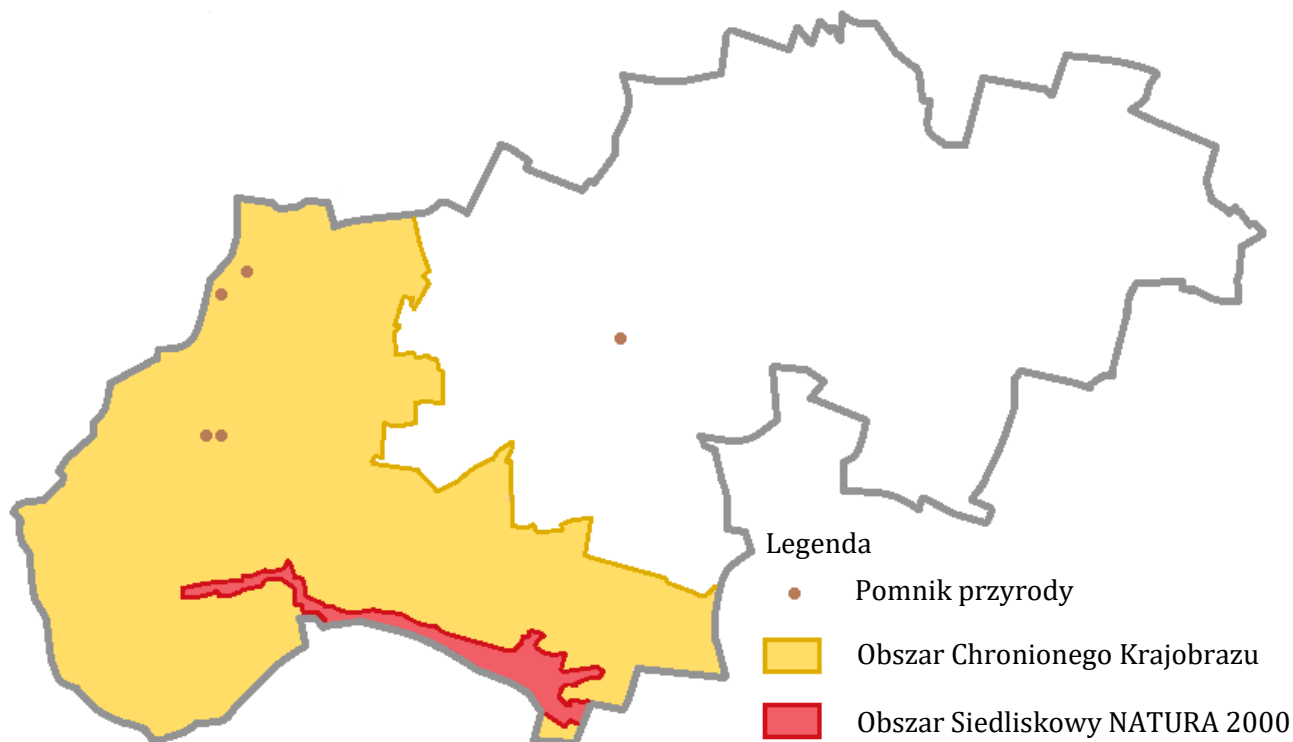 Legenda
Pomnik przyrody
Obszar Chronionego Krajobrazu
Obszar Siedliskowy NATURA 2000